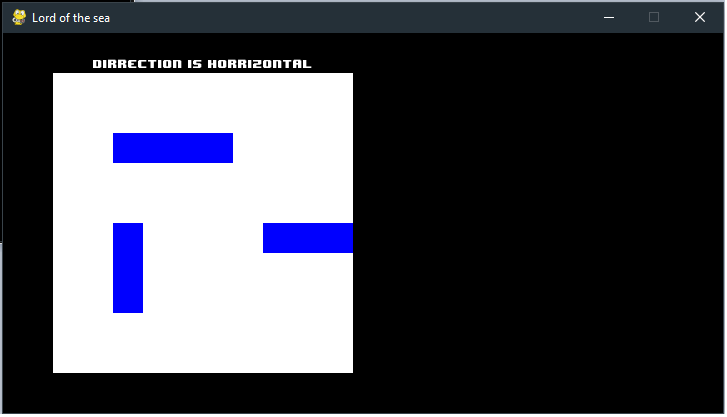 Lord of the sea
DIRRECTION IS HORRIZONTAL